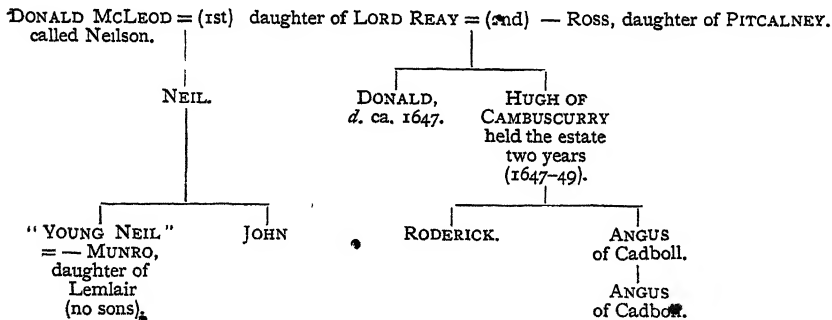 DONALD MCLEOD = (1st) daughter of LORD REAY = (2nd) — ROSS, daughter of PITCALNEY.
called Neilson.
NEIL.
DONALD,
d. ca. 1647.
HUGH OF
CAMBUSCURRY
held the estate
two years
(1647-49).
"YOUNG NEIL"
= — MUNRO,
daughter of
Lemlair
(no sons).
JOHN
RODERICK.
ANGUS
of Cadboll.
ANGUS
of Cadboll.